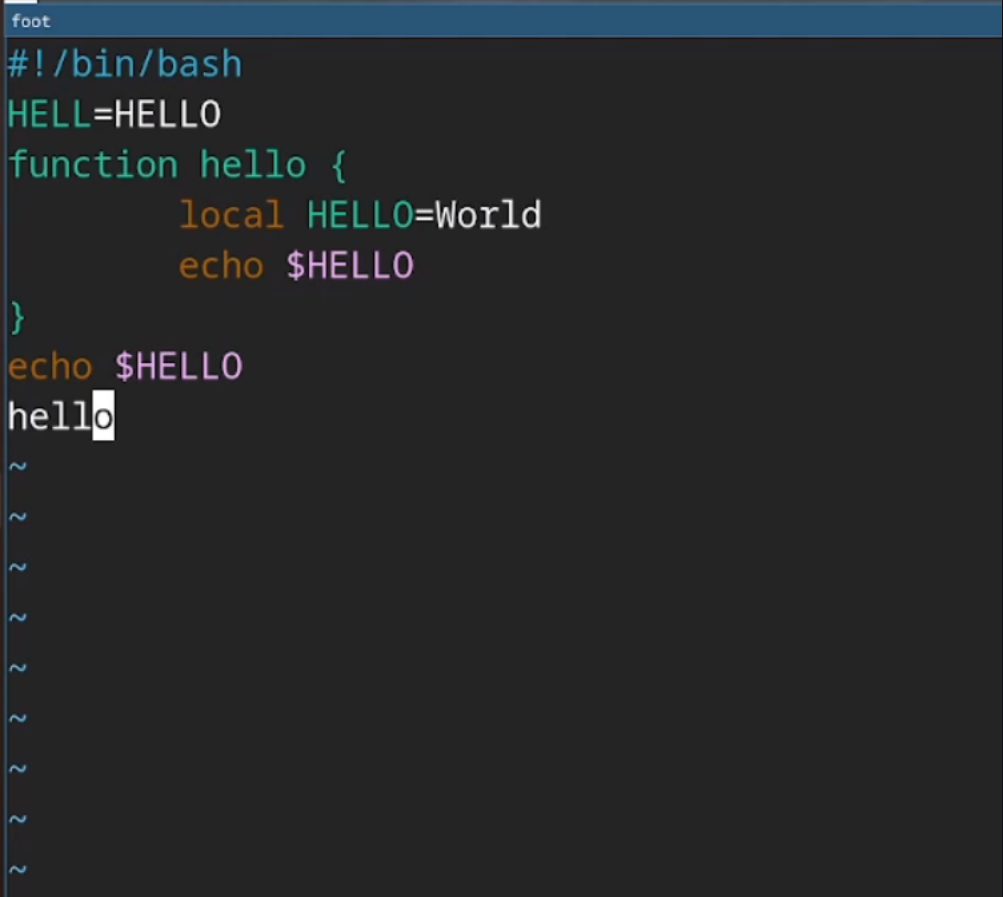 foot
#!/bin/bash
HELL=HELLO
function hello {
        local HELLO=World
        echo $HELLO
}
echo $HELLO
hello
~
~
~
~
~
~
~
~
~